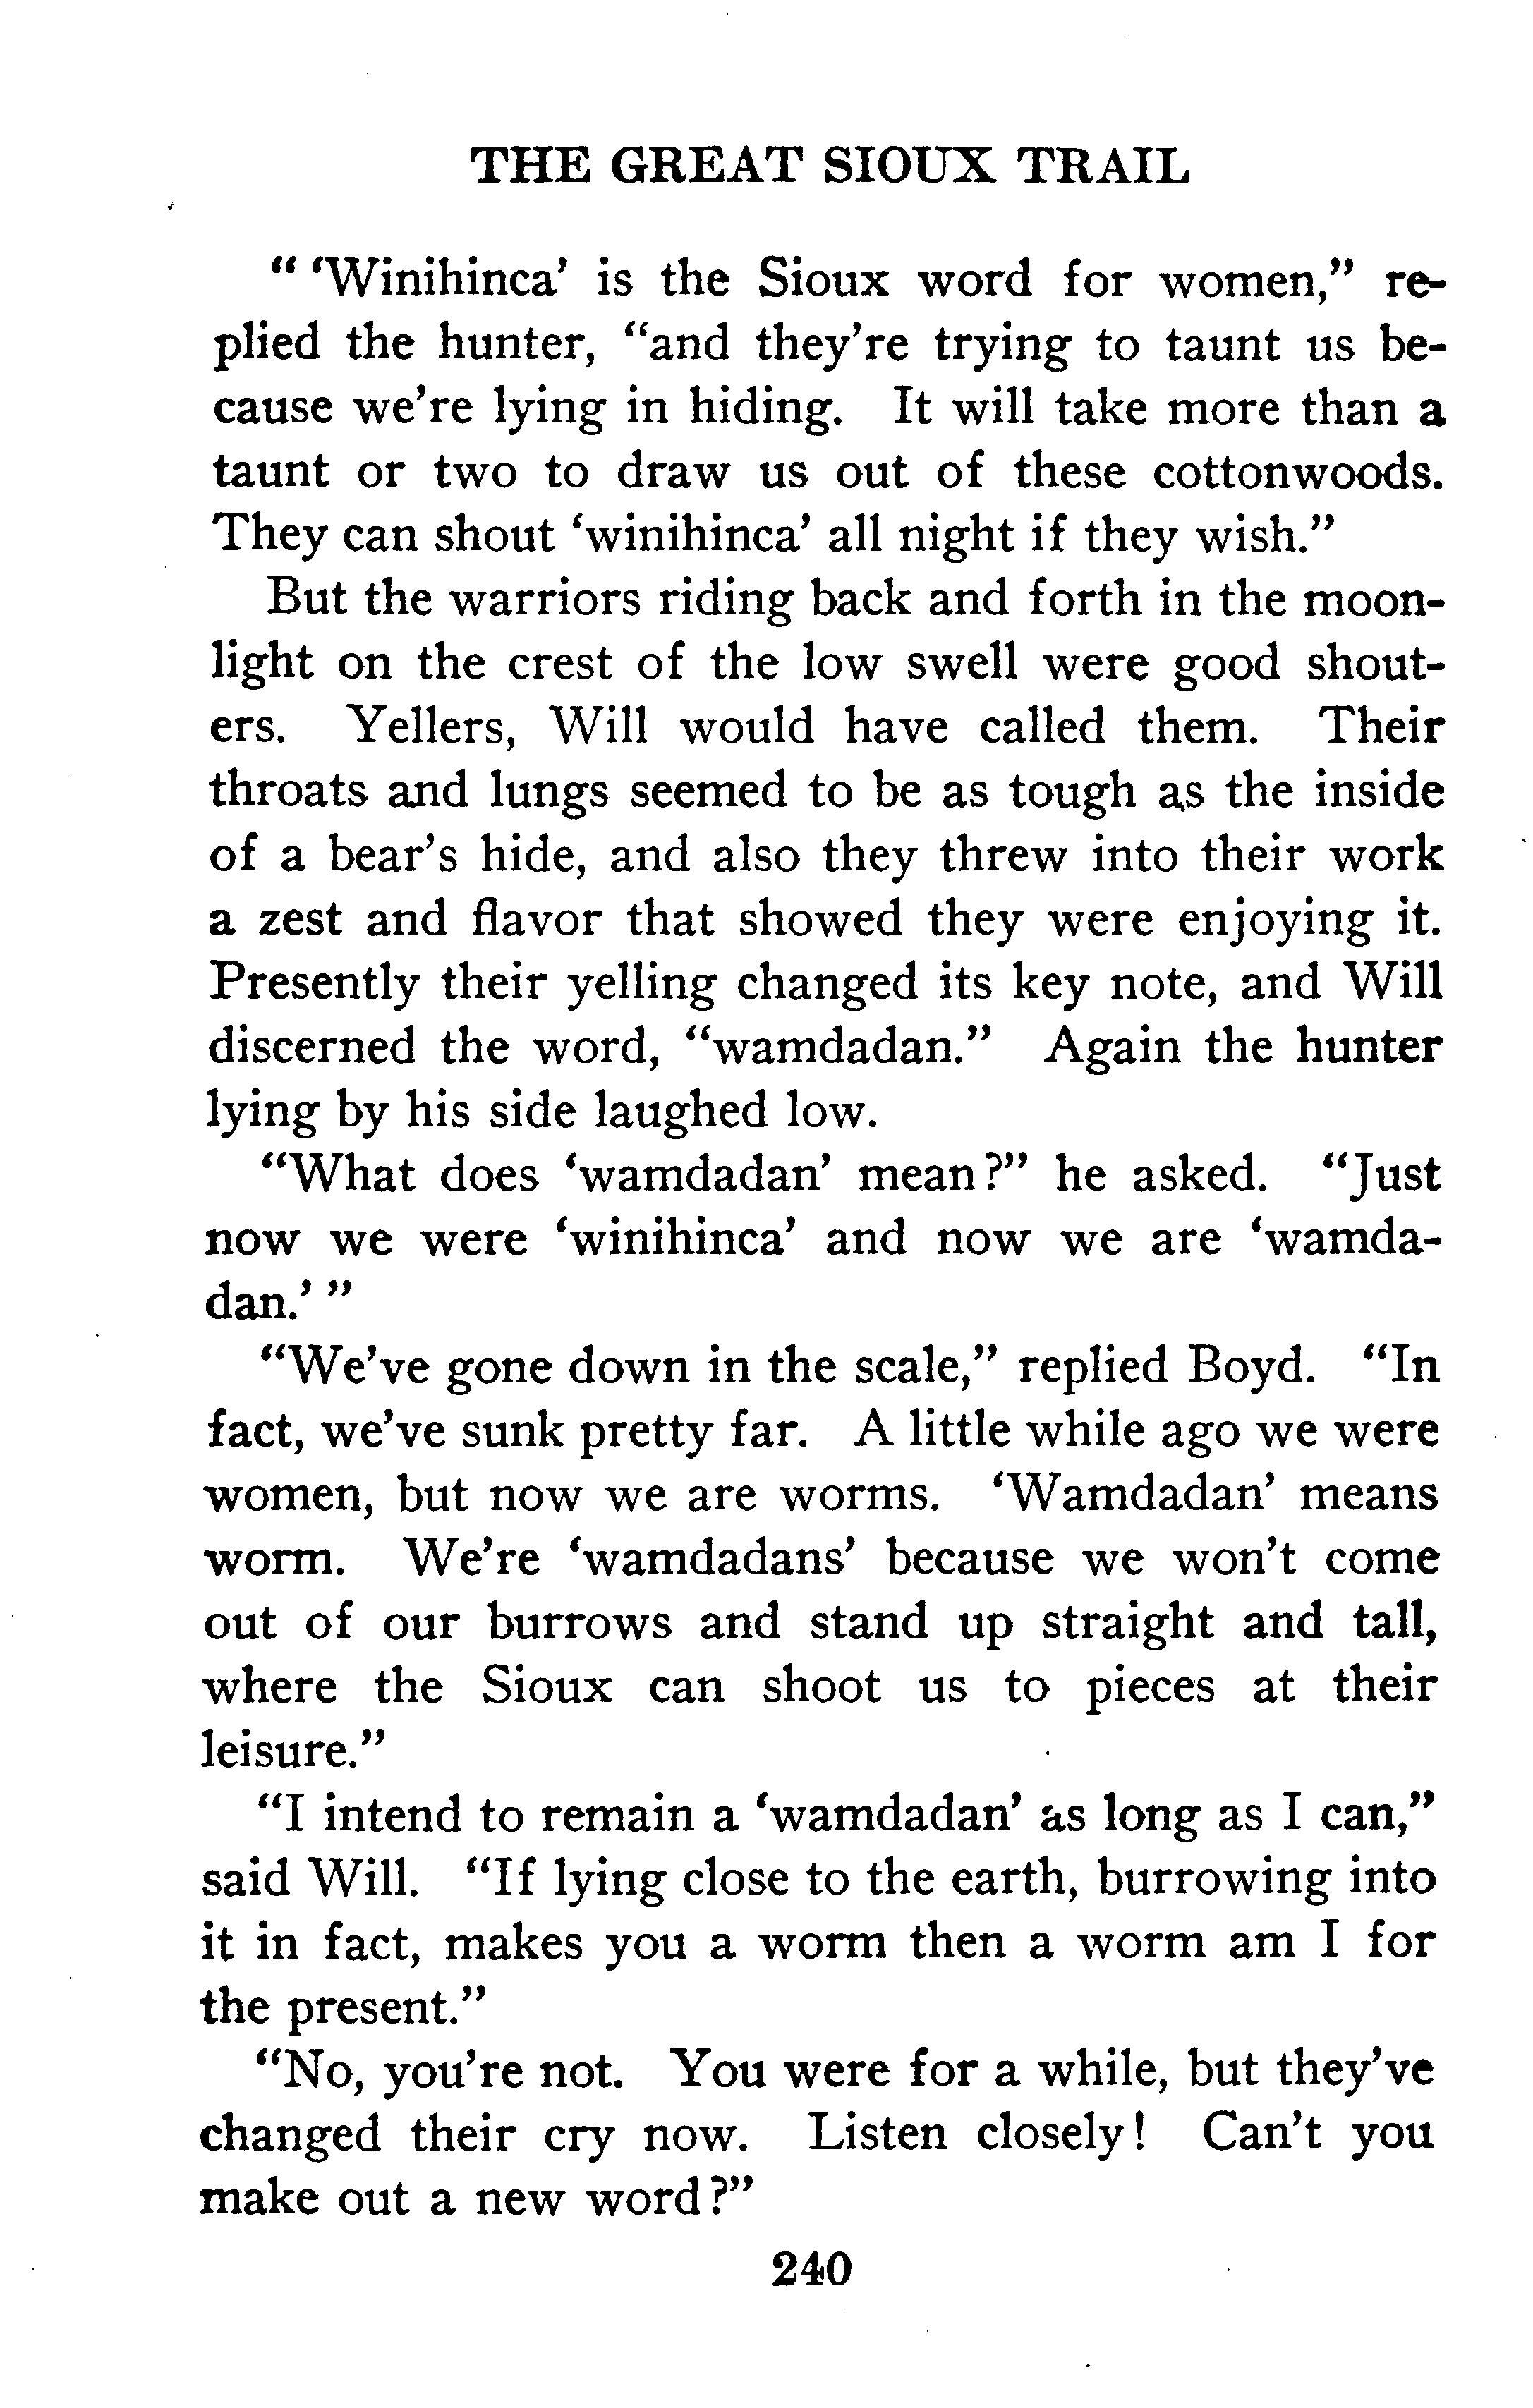 THE GREAT SIOUX TRAIL
“ ‘Winihinca’ is the Sioux word for women,” re-
plied the hunter, “and they’re trying to taunt us be-
cause we’re lying in hiding. It will take more than a
taunt or two to draw us out of these cottonwoods.
They can shout ‘winihinca’ all night if they wish.”
But the warriors riding back and forth in the moon-
light on the crest of the low swell were good shout-
ers. Yellers, Will would have called them. Their
throats and lungs seemed to be as tough as the inside
of a bear’s hide, and also they threw into their work
a zest and flavor that showed they were enjoying it.
Presently their yelling changed its key note, and Will
discerned the word, “wamdadan.” Again the hunter
lying by his side laughed low.
“What does ‘wamdadan’ mean?” he asked. “Just
now we were ‘winihinca’ and now we are ‘wamda-
dan.’ ”
“We’ve gone down in the scale,” replied Boyd. “In
fact, we’ve sunk pretty far. A little while ago we were
women, but now we are worms. ‘Wamdadan’ means
worm. We’re ‘wamdadans’ because we won’t come
out of our burrows and stand up straight and tall,
where the Sioux can shoot us to pieces at their
leisure.”
“I intend to remain a ‘wamdadan’ as long as I can,”
said Will. “If lying close to the earth, burrowing into
it in fact, makes you a worm then a worm am I for
the present.”
“No, you’re not. You were for a while, but they’ve
changed their cry now. Listen closely! Can’t you
make out a new word?”
240